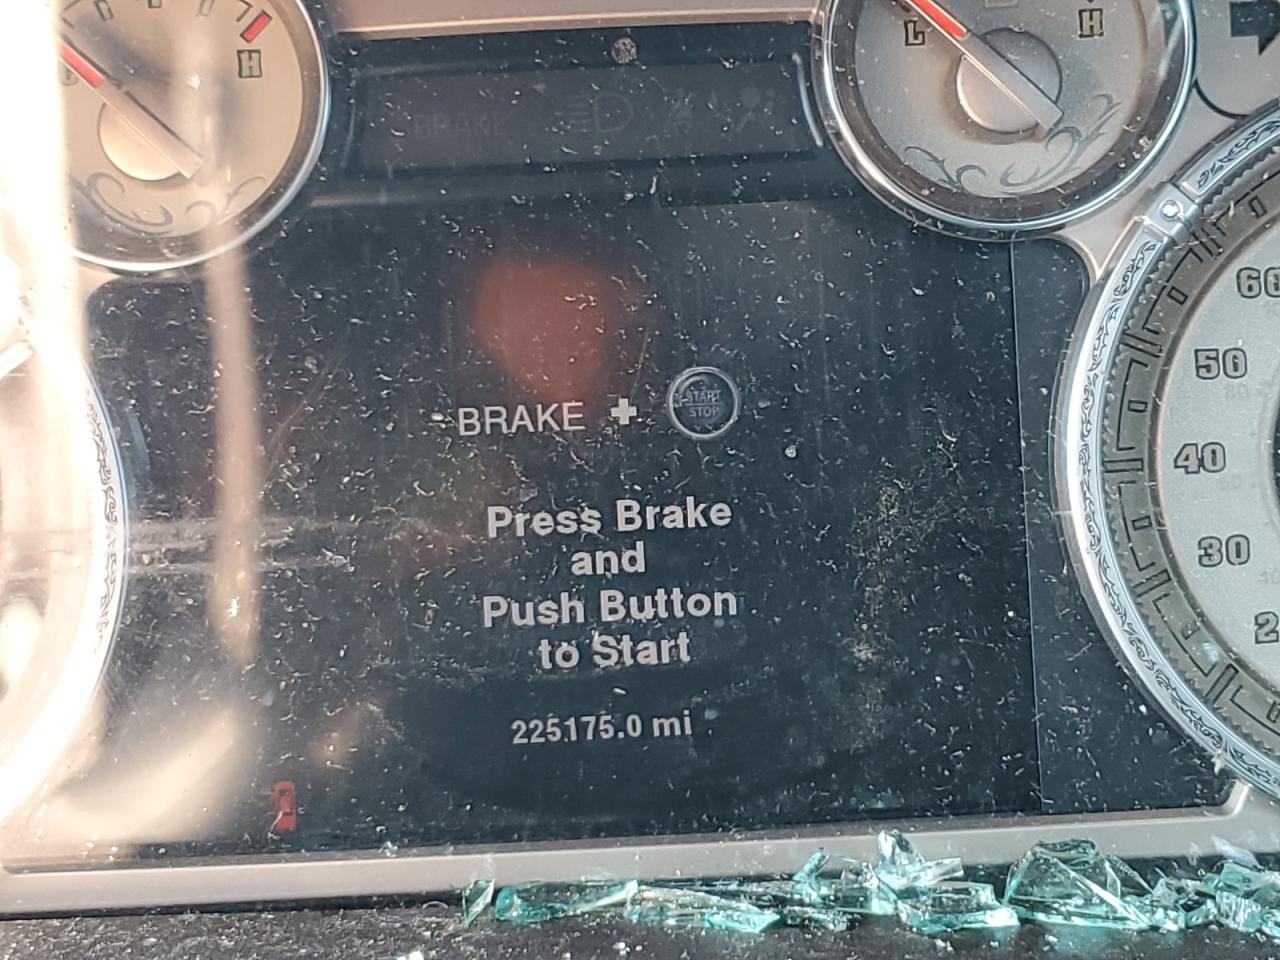 H
L
H
BRAKE
BRAKE + START
STOP
Press Brake
and
Push Button
to Start
225175.0 mi
60
50
40
30